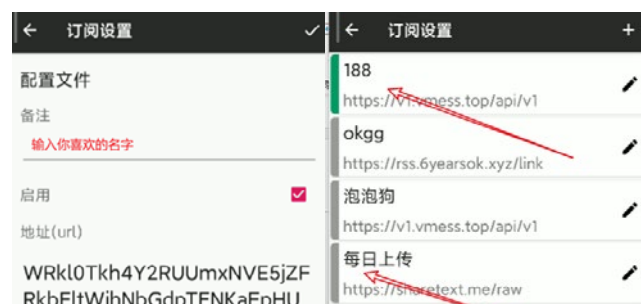 订阅设置
配置文件
备注
输入你喜欢的名字
启用
地址(url)
WRkl0Tkh4Y2RUUmxNVE5jZF
订阅设置
188
https://v1.vmess.top/api/v1
okgg
https://rss.6yearsok.xyz/link
泡泡狗
https://v1.vmess.top/api/v1
每日上传
https://sharetext.me/raw